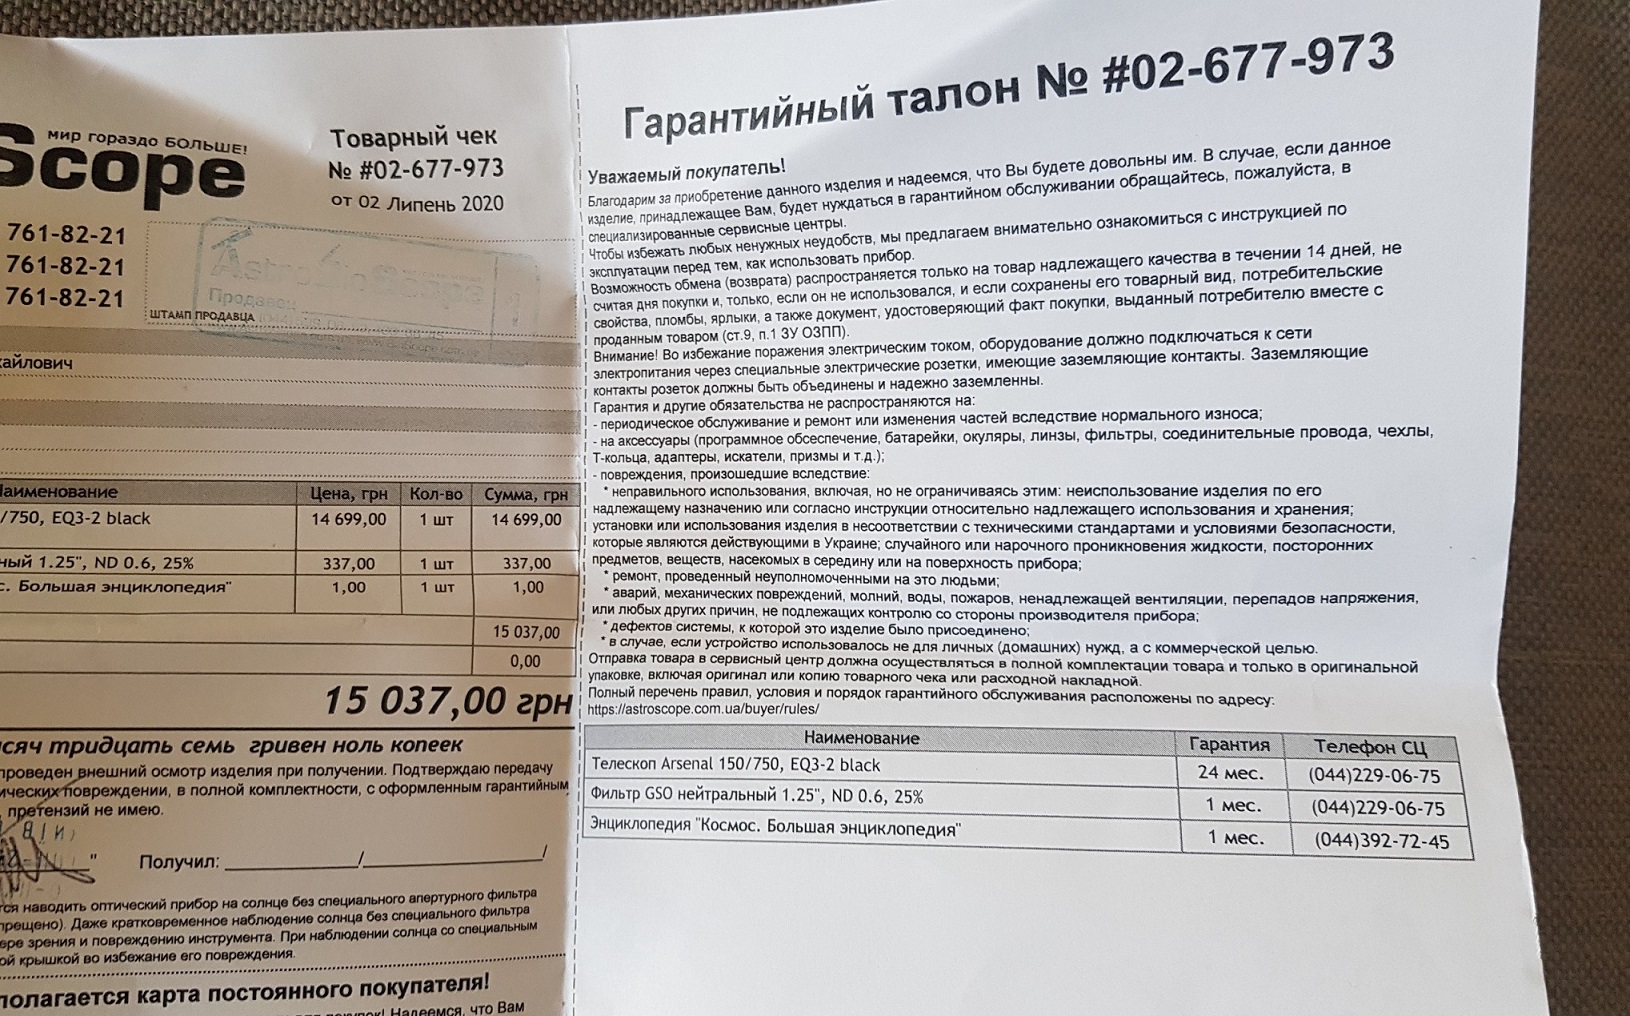 мир гораздо БОЛЬШЕ!
Scope
Товарный чек
№ #02-677-973
от 02 Липень 2020
761-82-21
761-82-21
761-82-21
Продавец
ШТАМП ПРОДАВЦА
айлович
Наименование Цена, грн Кол-во Сумма, грн
/750, EQ3-2 black 14 699,00 1 шт 14 699,00
ный 1.25", ND 0.6, 25% 337,00 1 шт 337,00
с. Большая энциклопедия" 1,00 1 шт 1,00
15 037,00
0,00
15 037,00 грн
сяч тридцать семь гривен ноль копеек
проведен внешний осмотр изделия при получении. Подтверждаю передачу
ических повреждении, в полной комплектности, с оформленным гарантийным
, претензий не имею.
" Получил: / /
тся наводить оптический прибор на солнце без специального апертурного фильтра
прещено). Даже кратковременное наблюдение солнца без специального фильтра
ере зрения и повреждению инструмента. При наблюдении солнца со специальным
ой крышкой во избежание его повреждения.
полагается карта постоянного покупателя!
Надеемся, что Вам
Гарантийный талон № #02-677-973
Уважаемый покупатель!
Благодарим за приобретение данного изделия и надеемся, что Вы будете довольны им. В случае, если данное
изделие, принадлежащее Вам, будет нуждаться в гарантийном обслуживании обращайтесь, пожалуйста, в
специализированные сервисные центры.
Чтобы избежать любых ненужных неудобств, мы предлагаем внимательно ознакомиться с инструкцией по
эксплуатации перед тем, как использовать прибор.
Возможность обмена (возврата) распространяется только на товар надлежащего качества в течении 14 дней, не
считая дня покупки и, только, если он не использовался, и если сохранены его товарный вид, потребительские
свойства, пломбы, ярлыки, а также документ, удостоверяющий факт покупки, выданный потребителю вместе с
проданным товаром (ст.9, п.1 ЗУ ОЗПП).
Внимание! Во избежание поражения электрическим током, оборудование должно подключаться к сети
электропитания через специальные электрические розетки, имеющие заземляющие контакты. Заземляющие
контакты розеток должны быть объединены и надежно заземленны.
Гарантия и другие обязательства не распространяются на:
- периодическое обслуживание и ремонт или изменения частей вследствие нормального износа;
- на аксессуары (программное обсеспечение, батарейки, окуляры, линзы, фильтры, соединительные провода, чехлы,
Т-кольца, адаптеры, искатели, призмы и т.д.);
- повреждения, произошедшие вследствие:
* неправильного использования, включая, но не ограничиваясь этим: неиспользование изделия по его
надлежащему назначению или согласно инструкции относительно надлежащего использования и хранения;
установки или использования изделия в несоответствии с техническими стандартами и условиями безопасности,
которые являются действующими в Украине; случайного или нарочного проникновения жидкости, посторонних
предметов, веществ, насекомых в середину или на поверхность прибора;
* ремонт, проведенный неуполномоченными на это людьми;
* аварий, механических повреждений, молний, воды, пожаров, ненадлежащей вентиляции, перепадов напряжения,
или любых других причин, не подлежащих контролю со стороны производителя прибора;
* дефектов системы, к которой это изделие было присоединено;
* в случае, если устройство использовалось не для личных (домашних) нужд, а с коммерческой целью.
Отправка товара в сервисный центр должна осуществляться в полной комплектации товара и только в оригинальной
упаковке, включая оригинал или копию товарного чека или расходной накладной.
Полный перечень правил, условия и порядок гарантийного обслуживания расположены по адресу:
https://astroscope.com.ua/buyer/rules/
Наименование Гарантия Телефон СЦ
Телескоп Arsenal 150/750, EQ3-2 black 24 мес. (044)229-06-75
Фильтр GSO нейтральный 1.25", ND 0.6, 25% 1 мес. (044)229-06-75
Энциклопедия "Космос. Большая энциклопедия" 1 мес. (044)392-72-45